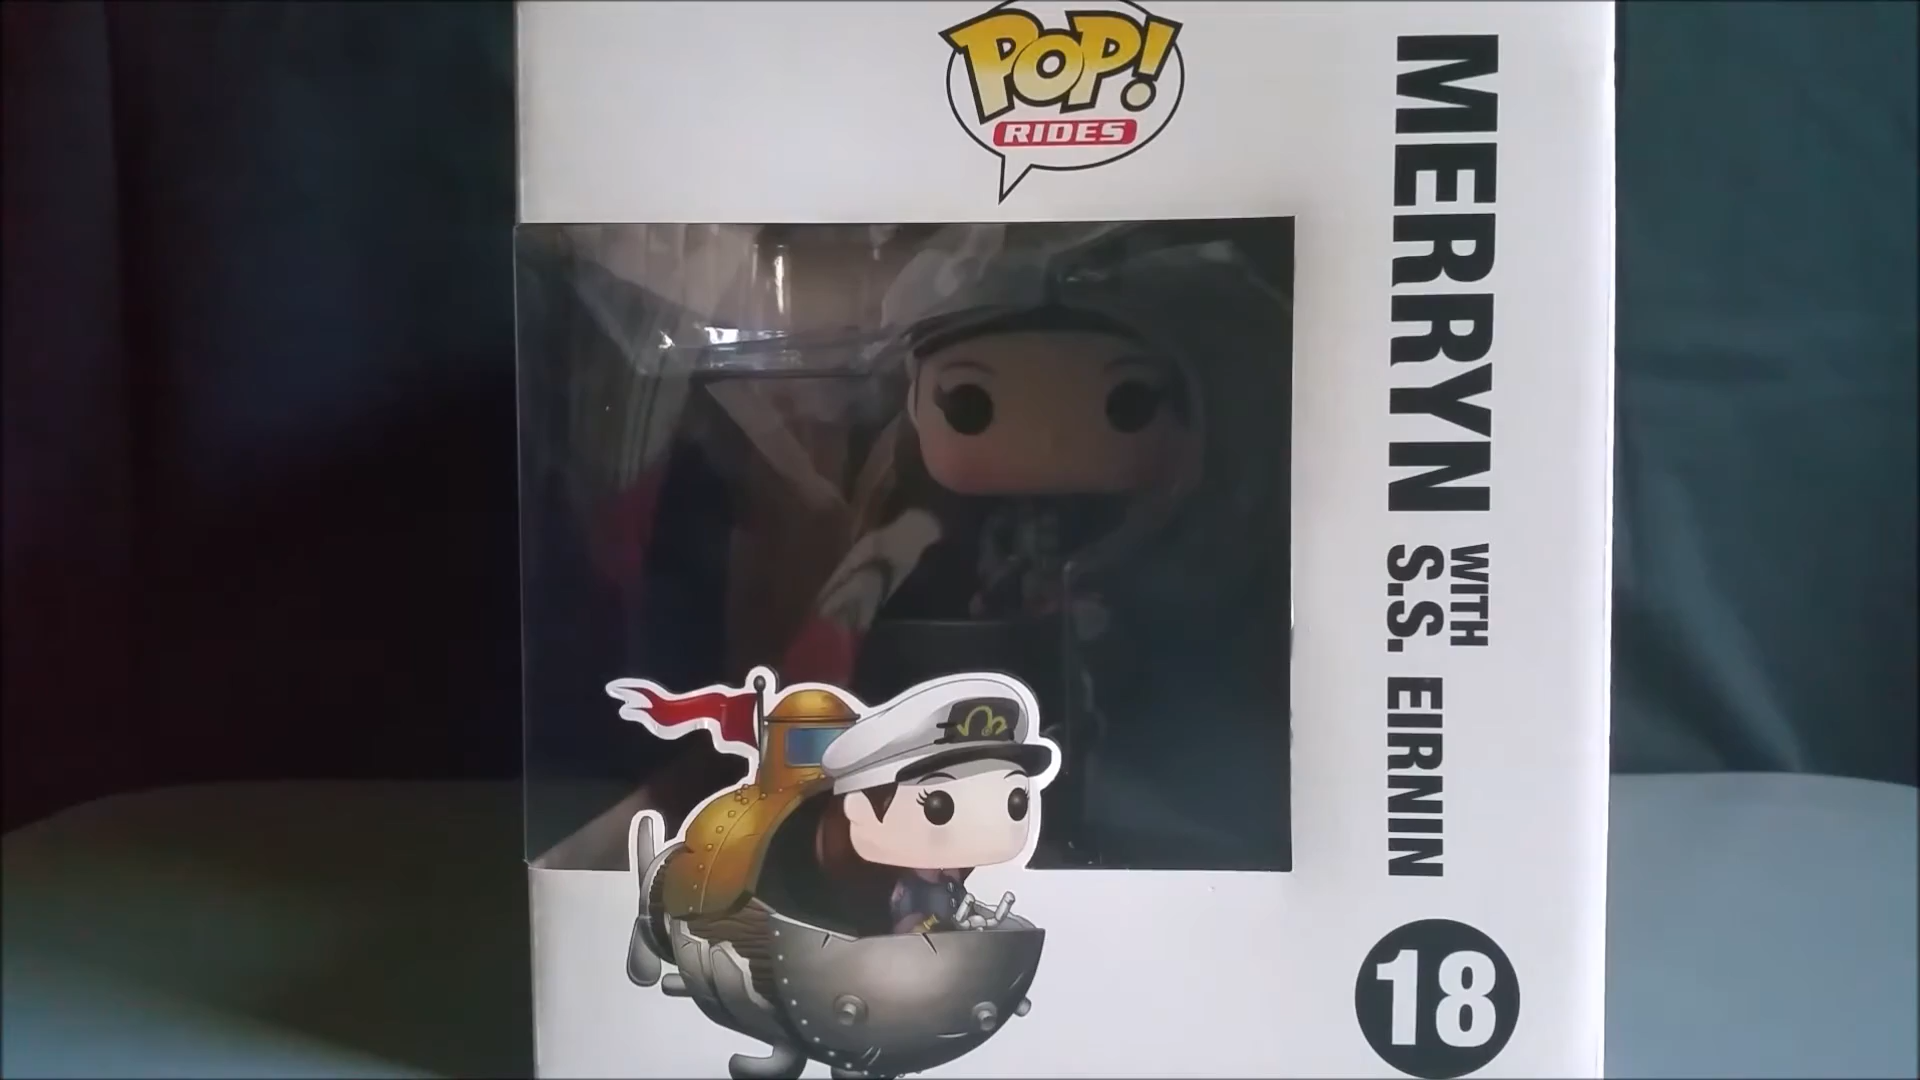 POP!
RIDES
MERRYN WITH
S.S. EIRNIN
18